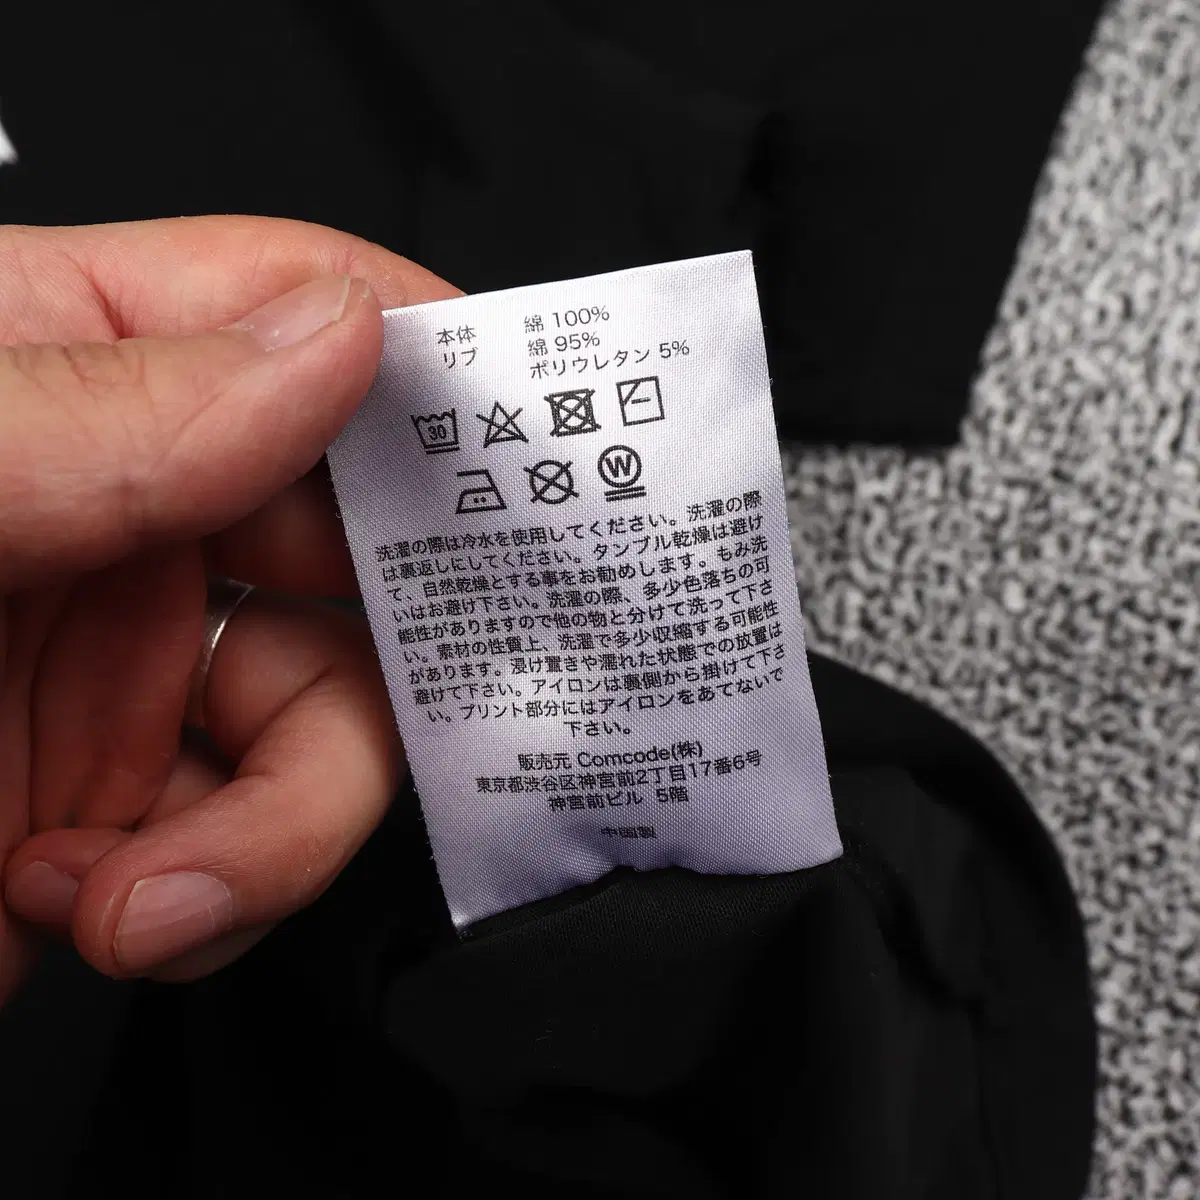 本体 綿 100%
リブ 綿 95%
ポリウレタン 5%
30
W
洗濯の際は冷水を使用してください。洗濯の際
は裏返しにしてください。タンブル乾燥は避け
て、自然乾燥とする事をお勧めします。もみ洗
いはお避け下さい。洗濯の際、多少色落ちの可
能性がありますので他の物と分けて洗って下さ
い。素材の性質上、洗濯で多少収縮する可能性
があります。浸け置きや濡れた状態での放置は
避けて下さい。アイロンは裏側から掛けて下さ
い。プリント部分にはアイロンをあてないで
下さい。
販売元 Comcode(株)
東京都渋谷区神宮前2丁目17番6号
神宮前ビル 5階
中国製